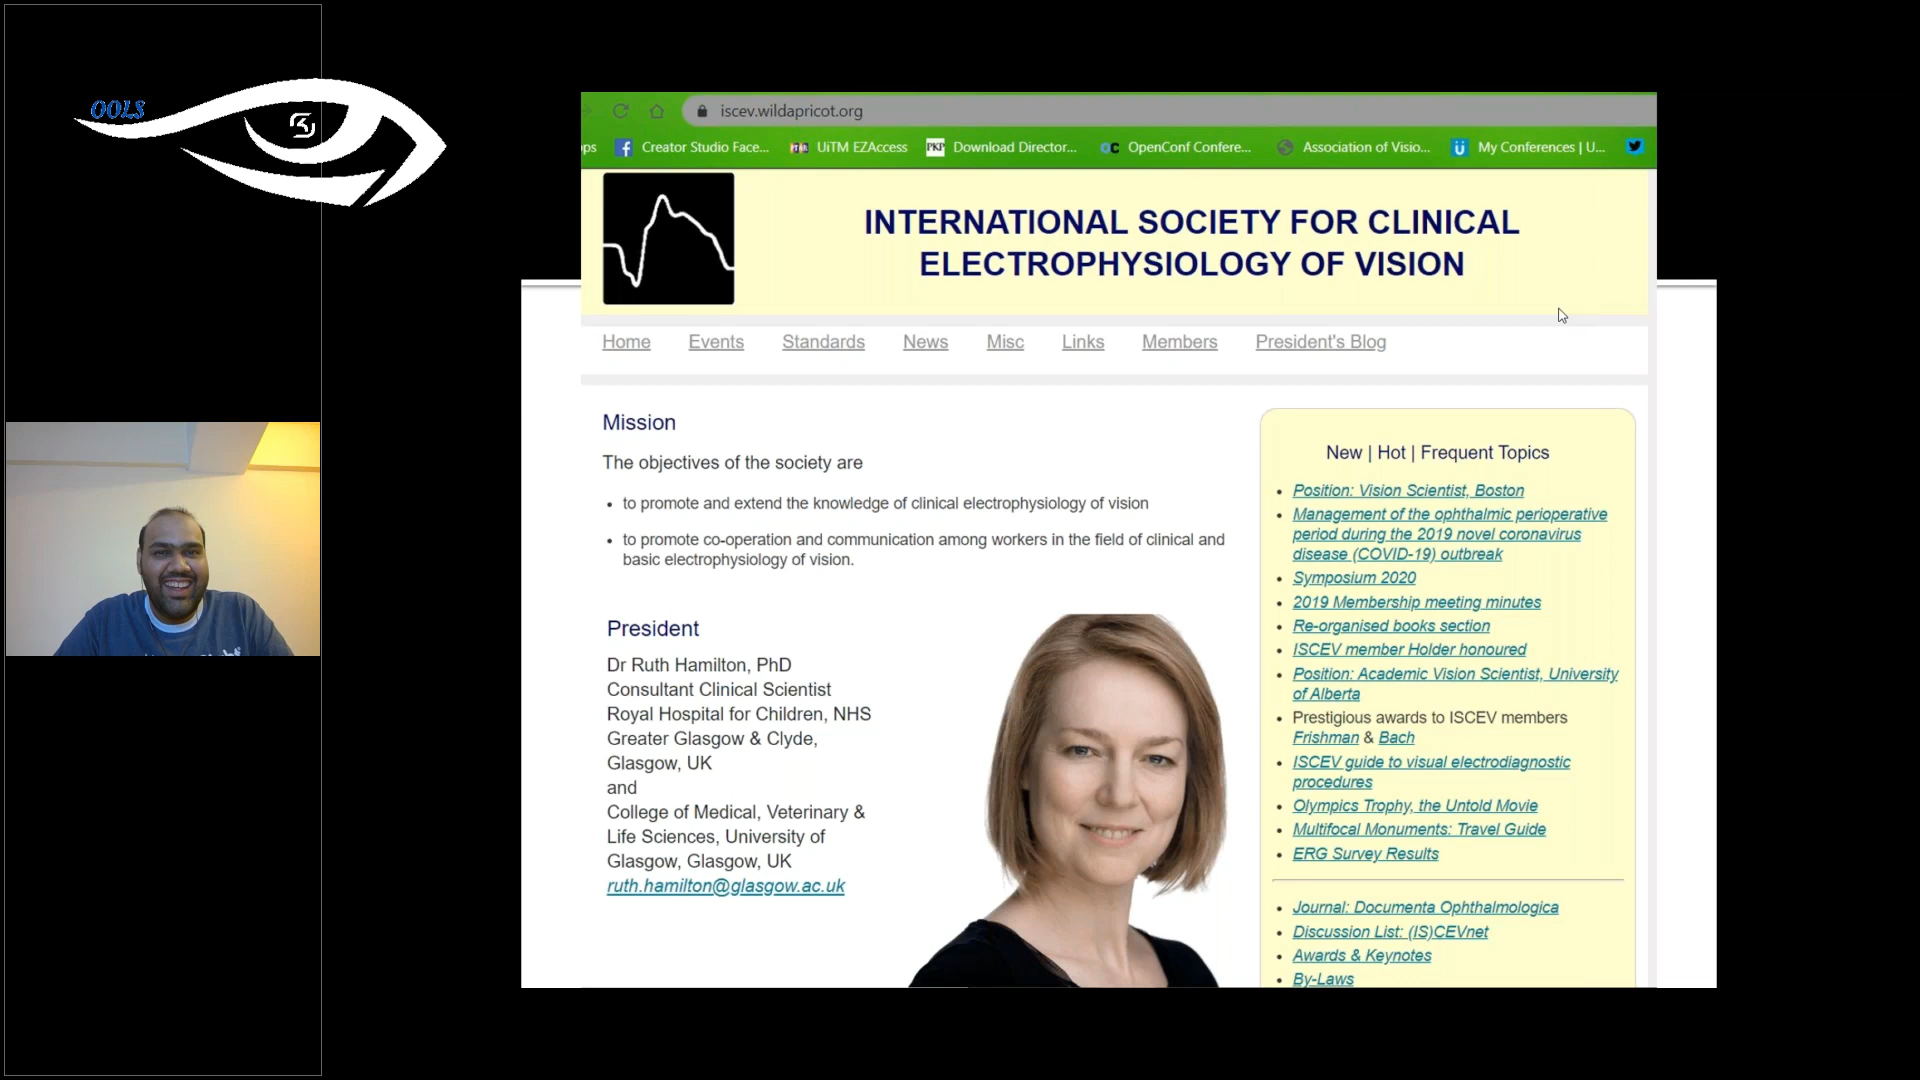 OOLS
iscev.wildapricot.org
ps Creator Studio Face... UiTM EZAccess PKP Download Director... OpenConf Confere... Association of Visio... My Conferences | U...
INTERNATIONAL SOCIETY FOR CLINICAL
ELECTROPHYSIOLOGY OF VISION
Home Events Standards News Misc Links Members President's Blog
Mission
The objectives of the society are
• to promote and extend the knowledge of clinical electrophysiology of vision
• to promote co-operation and communication among workers in the field of clinical and
basic electrophysiology of vision.
President
Dr Ruth Hamilton, PhD
Consultant Clinical Scientist
Royal Hospital for Children, NHS
Greater Glasgow & Clyde,
Glasgow, UK
and
College of Medical, Veterinary &
Life Sciences, University of
Glasgow, Glasgow, UK
ruth.hamilton@glasgow.ac.uk
New | Hot | Frequent Topics
• Position: Vision Scientist, Boston
• Management of the ophthalmic perioperative
period during the 2019 novel coronavirus
disease (COVID-19) outbreak
• Symposium 2020
• 2019 Membership meeting minutes
• Re-organised books section
• ISCEV member Holder honoured
• Position: Academic Vision Scientist, University
of Alberta
• Prestigious awards to ISCEV members
Frishman & Bach
• ISCEV guide to visual electrodiagnostic
procedures
• Olympics Trophy, the Untold Movie
• Multifocal Monuments: Travel Guide
• ERG Survey Results
• Journal: Documenta Ophthalmologica
• Discussion List: (IS)CEVnet
• Awards & Keynotes
• By-Laws